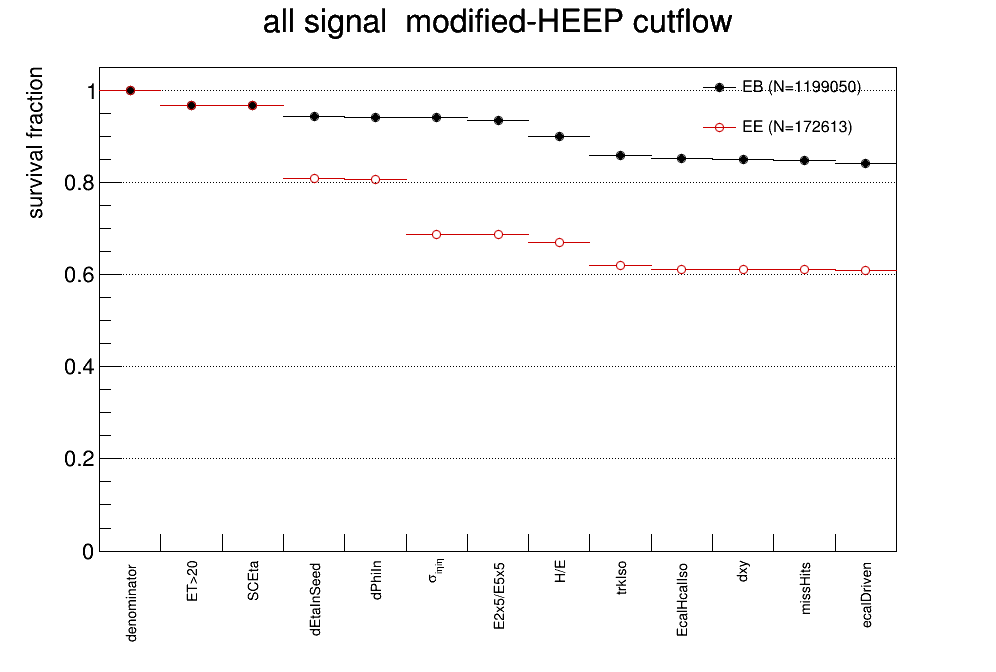 all signal modified-HEEP cutflow
survival fraction
1
0.8
0.6
0.4
0.2
0
EB (N=1199050)
EE (N=172613)
denominator
ET>20
SCEta
dEtaInSeed
dPhiIn
σiηiη
E2x5/E5x5
H/E
trkIso
EcalHcalIso
dxy
missHits
ecalDriven